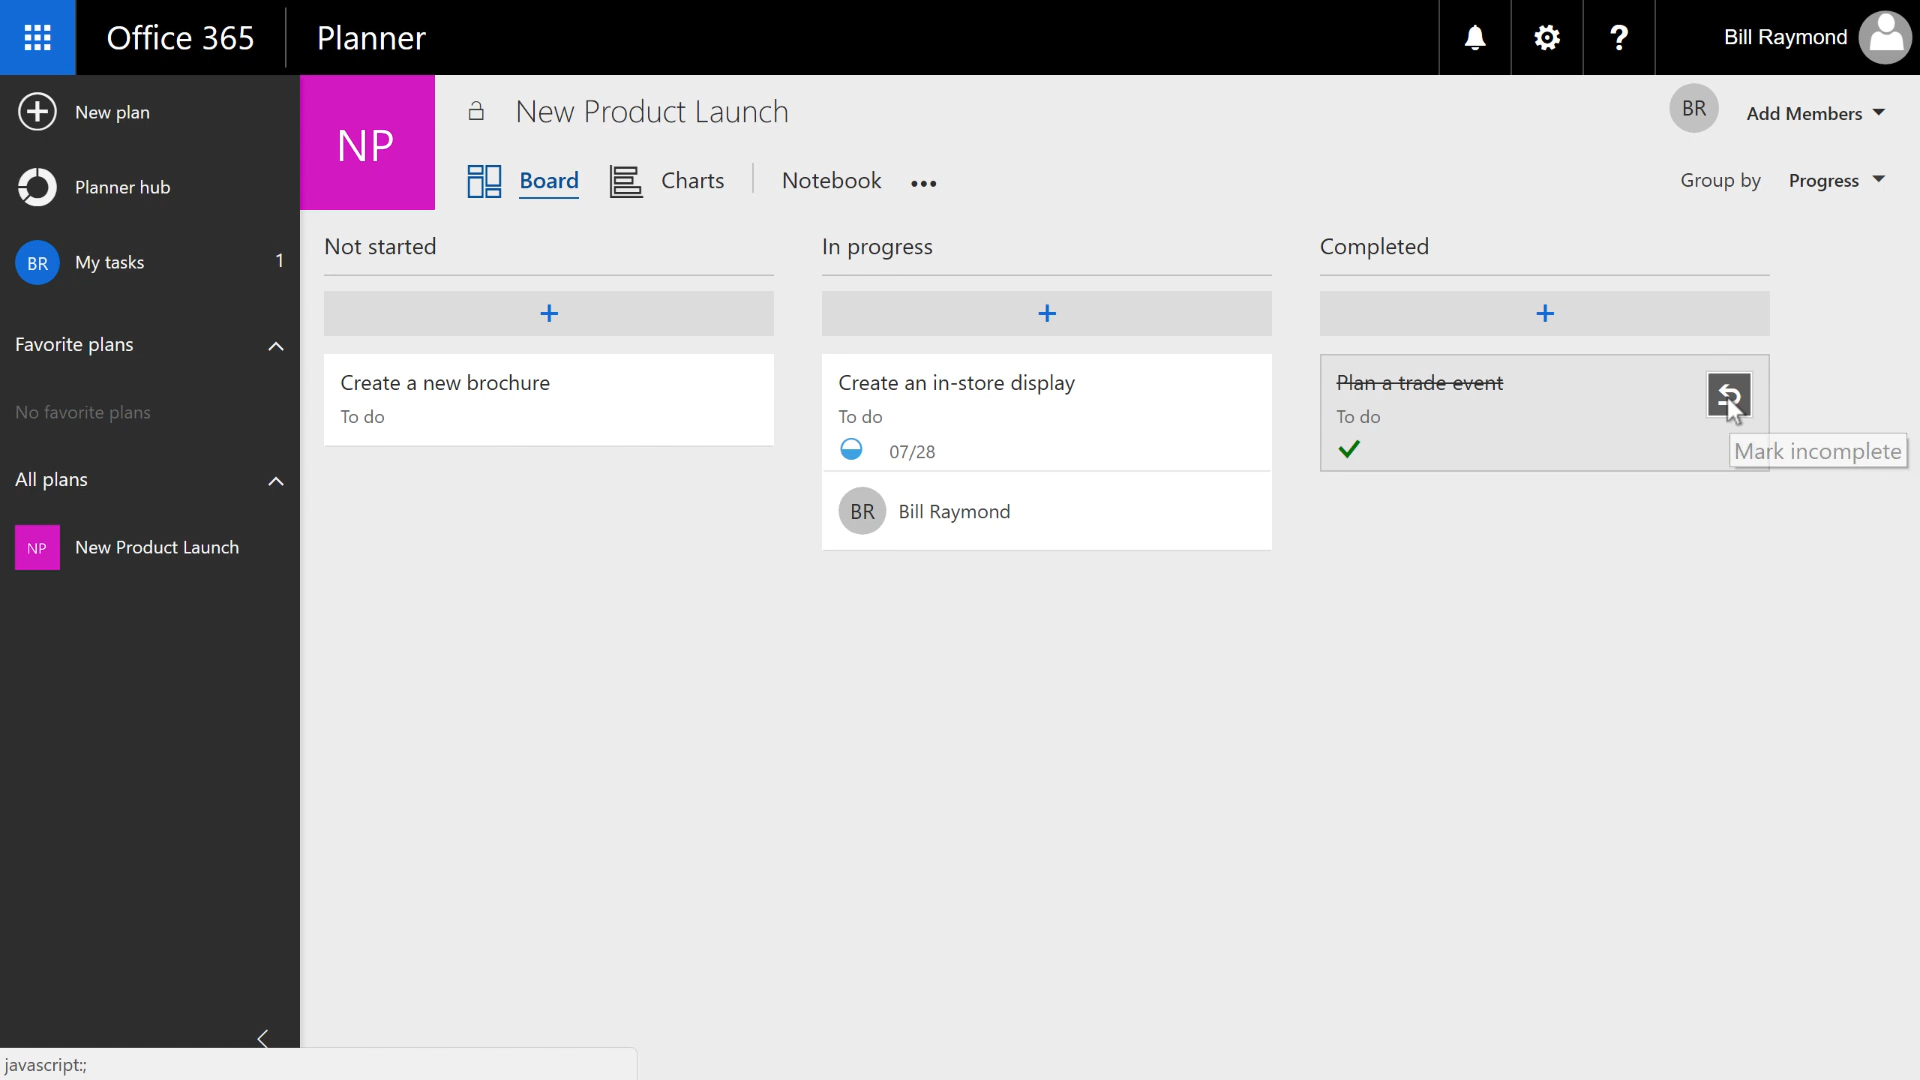 Office 365
Planner
Bill Raymond
New plan
NP
New Product Launch
BR
Add Members
Planner hub
Board
Charts
Notebook
Group by
Progress
BR
My tasks
1
Favorite plans
No favorite plans
All plans
NP
New Product Launch
Not started
+
Create a new brochure
To do
In progress
+
Create an in-store display
To do
07/28
BR
Bill Raymond
Completed
+
Plan a trade event
To do
Mark incomplete
javascript:;